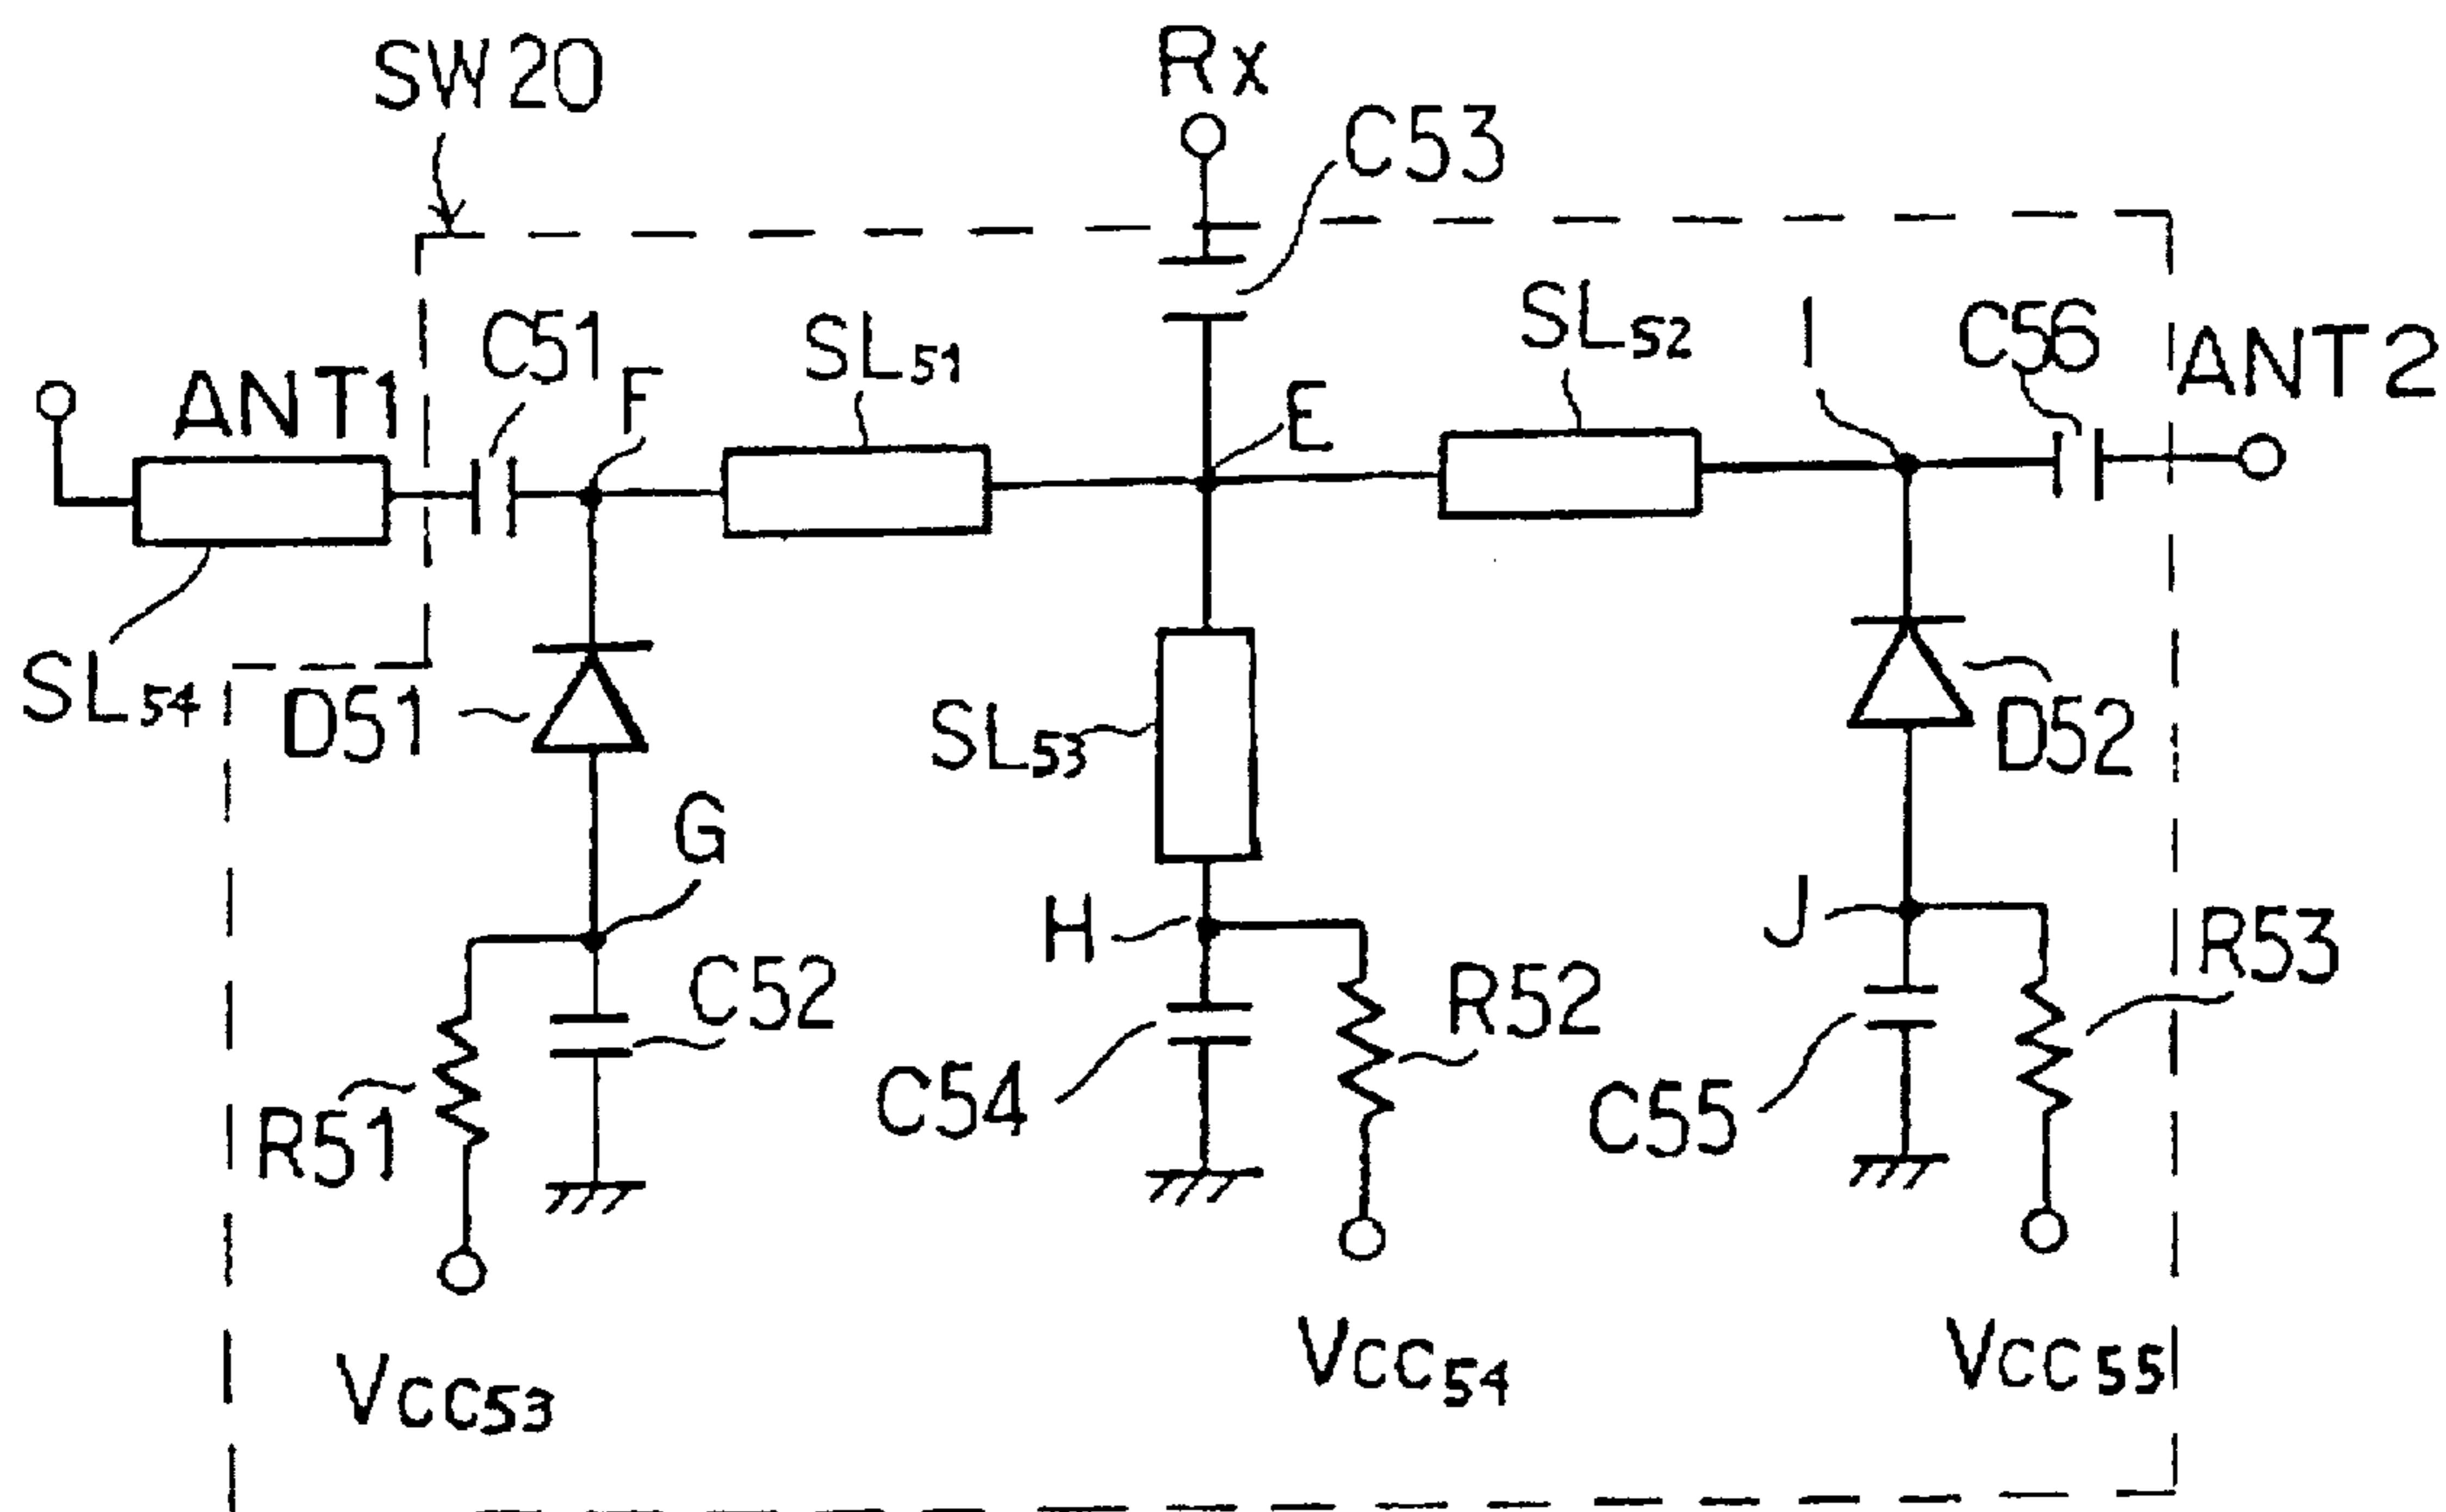 SW20
Rx
C53
C51
F
SL51
E
SL52
I
C56
ANT2
ANT1
SL54
D51
SL53
D52
G
H
J
R53
C52
R52
C54
C55
R51
Vcc53
Vcc54
Vcc55